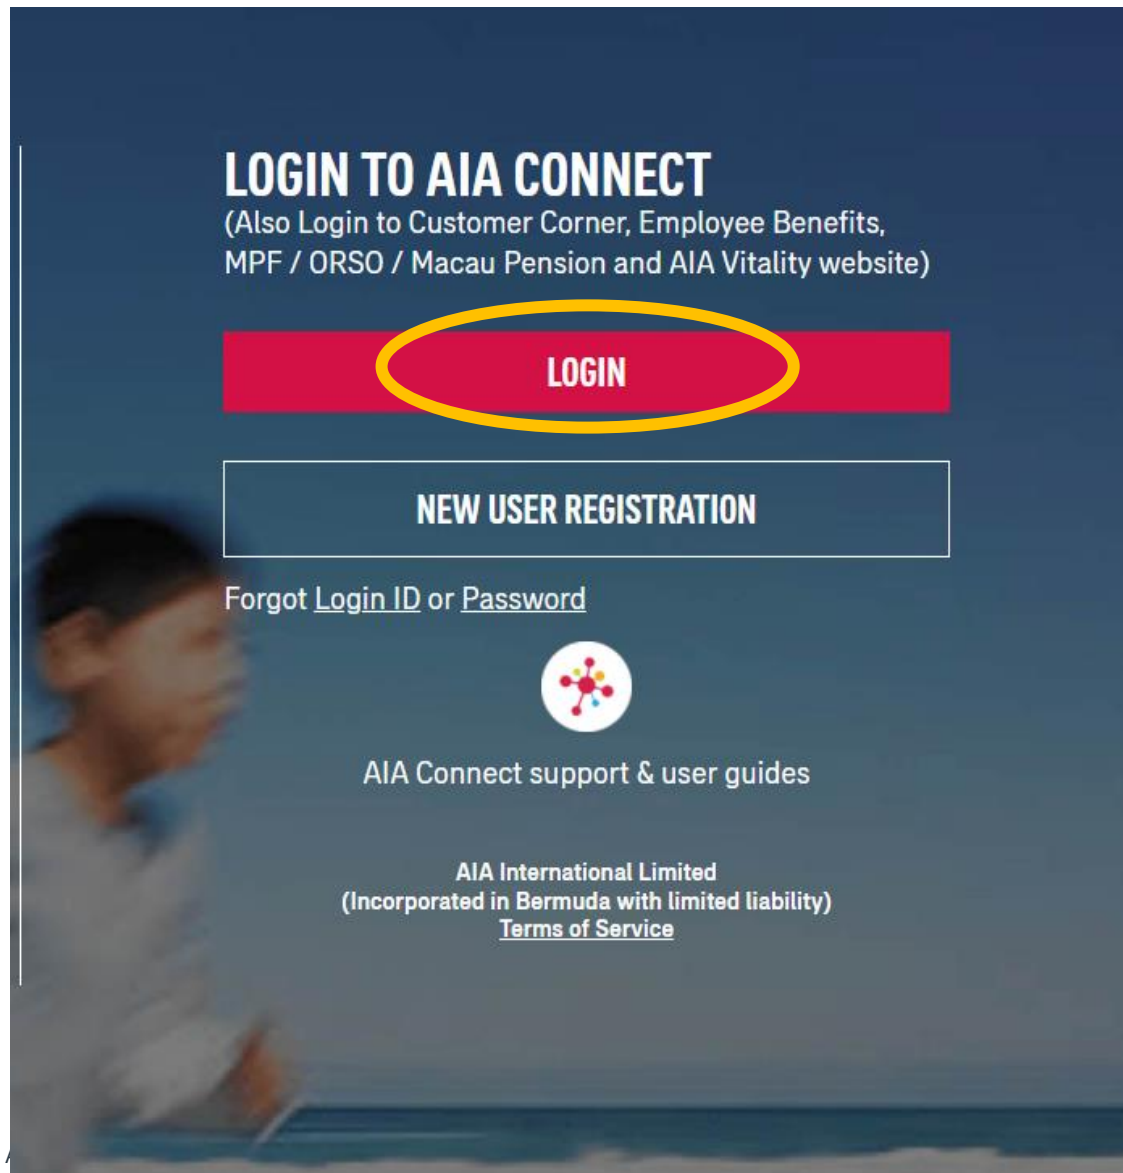 LOGIN TO AIA CONNECT
(Also Login to Customer Corner, Employee Benefits,
MPF / ORSO / Macau Pension and AIA Vitality website)
LOGIN
NEW USER REGISTRATION
Forgot Login ID or Password
AIA Connect support & user guides
AIA International Limited
(Incorporated in Bermuda with limited liability)
Terms of Service